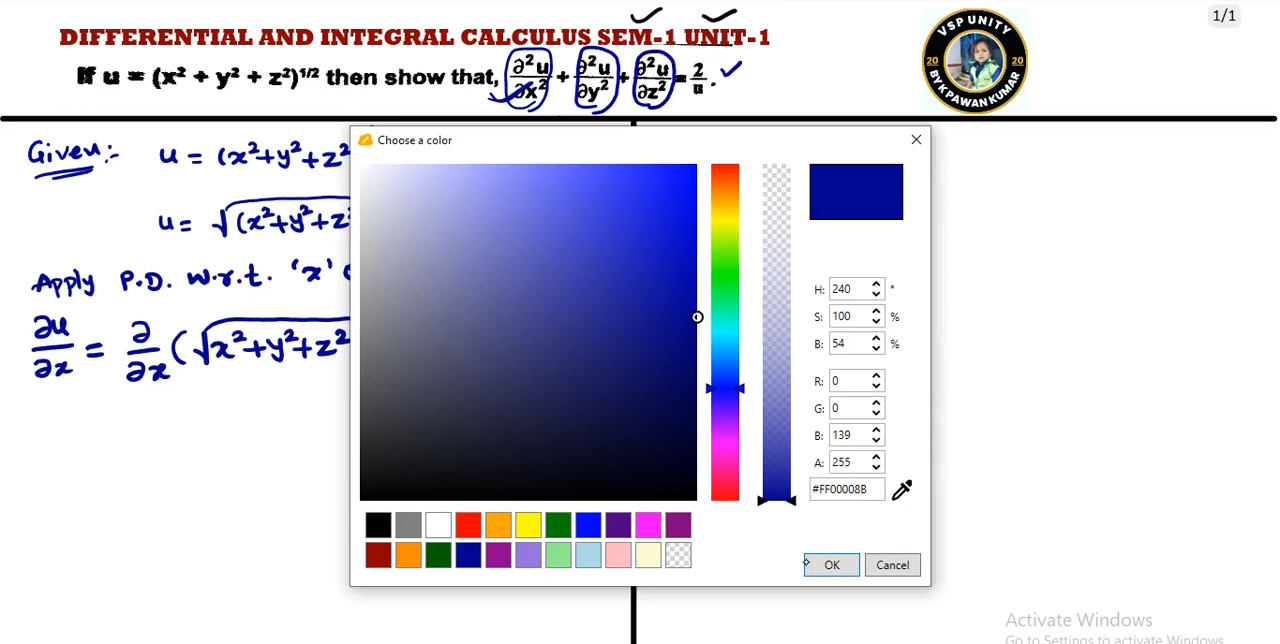 1/1
DIFFERENTIAL AND INTEGRAL CALCULUS SEM-1 UNIT-1
If u = (x² + y² + z²)^1/2 then show that, ∂²u/∂x² + ∂²u/∂y² + ∂²u/∂z² = 2/u.
VSP UNITY
20 20
BY K PAWAN KUMAR
Given:- u = (x²+y²+z²
u = √(x²+y²+z²
Apply P.D. w.r.t. 'x'
∂u/∂x = ∂/∂x (√x²+y²+z²
Choose a color
H: 240 °
S: 100 %
B: 54 %
R: 0
G: 0
B: 139
A: 255
#FF00008B
OK Cancel
Activate Windows
Go to Settings to activate Windows.